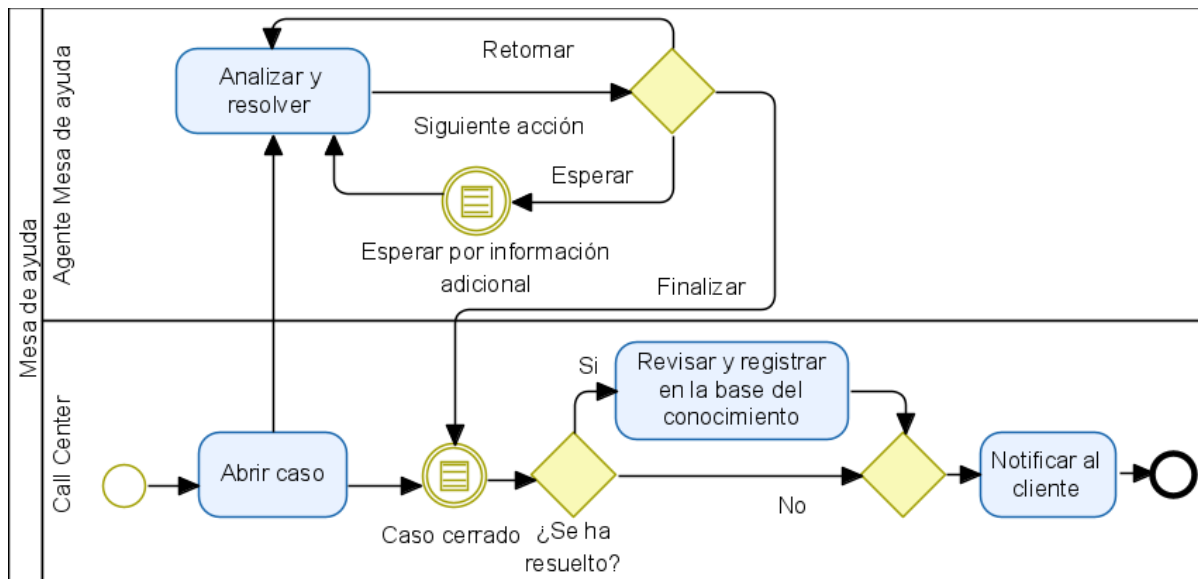 Mesa de ayuda
Agente Mesa de ayuda
Retornar
Analizar y
resolver
Siguiente acción
Esperar
Esperar por información
adicional
Finalizar
Call Center
Si
Revisar y registrar
en la base del
conocimiento
Abrir caso
Notificar al
cliente
No
Caso cerrado
¿Se ha
resuelto?